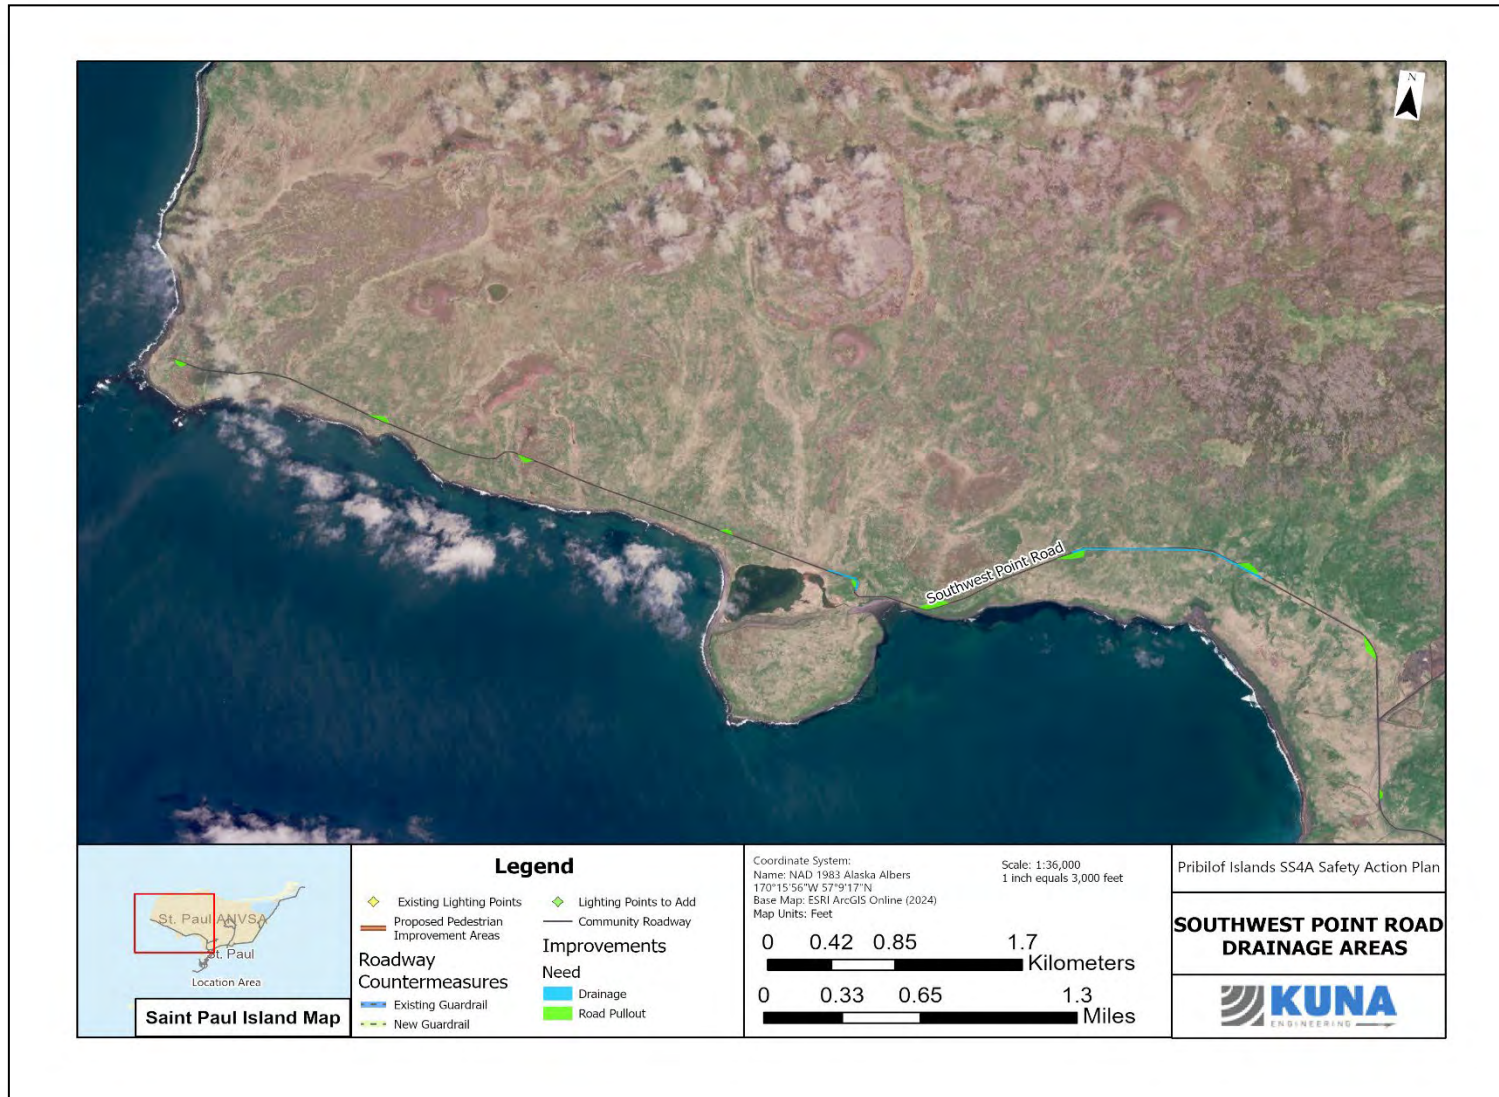 N
Southwest Point Road
St. Paul ANVSA
St. Paul
Location Area
Saint Paul Island Map
Legend
Existing Lighting Points
Proposed Pedestrian
Improvement Areas
Roadway
Countermeasures
Existing Guardrail
New Guardrail
Lighting Points to Add
Community Roadway
Improvements
Need
Drainage
Road Pullout
Coordinate System:
Name: NAD 1983 Alaska Albers
170°15'56"W 57°9'17"N
Base Map: ESRI ArcGIS Online (2024)
Map Units: Feet
Scale: 1:36,000
1 inch equals 3,000 feet
0 0.42 0.85 1.7
Kilometers
0 0.33 0.65 1.3
Miles
Pribilof Islands SS4A Safety Action Plan
SOUTHWEST POINT ROAD
DRAINAGE AREAS
KUNA
ENGINEERING